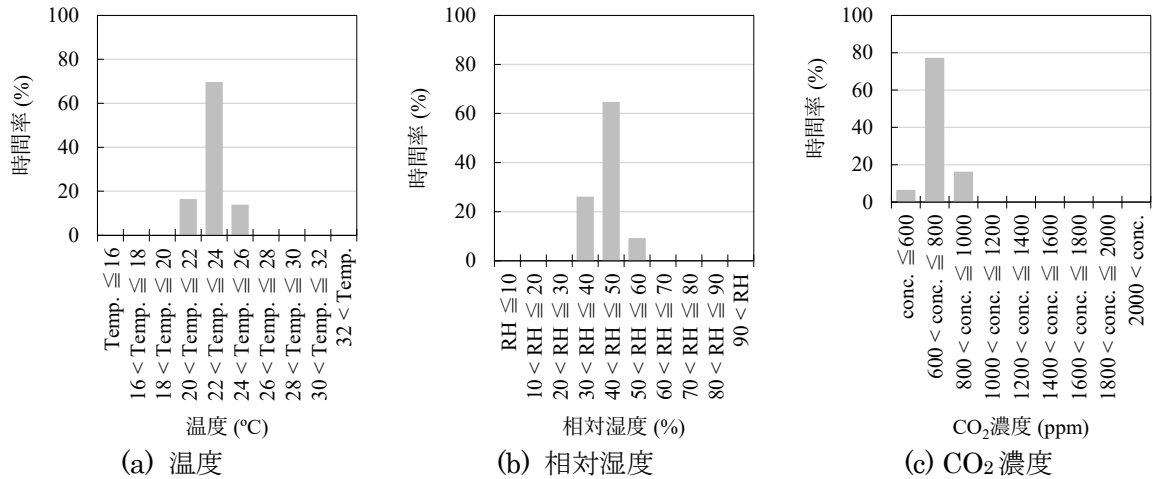 時間率 (%)
100
80
60
40
20
0
Temp. ≦ 16
16 < Temp. ≦ 18
18 < Temp. ≦ 20
20 < Temp. ≦ 22
22 < Temp. ≦ 24
24 < Temp. ≦ 26
26 < Temp. ≦ 28
28 < Temp. ≦ 30
30 < Temp. ≦ 32
32 < Temp.
温度 (ºC)
(a) 温度
時間率 (%)
100
80
60
40
20
0
RH ≦ 10
10 < RH ≦ 20
20 < RH ≦ 30
30 < RH ≦ 40
40 < RH ≦ 50
50 < RH ≦ 60
60 < RH ≦ 70
70 < RH ≦ 80
80 < RH ≦ 90
90 < RH
相対湿度 (%)
(b) 相対湿度
時間率 (%)
100
80
60
40
20
0
conc. ≦ 600
600 < conc. ≦ 800
800 < conc. ≦ 1000
1000 < conc. ≦ 1200
1200 < conc. ≦ 1400
1400 < conc. ≦ 1600
1600 < conc. ≦ 1800
1800 < conc. ≦ 2000
2000 < conc.
CO₂濃度 (ppm)
(c) CO₂ 濃度